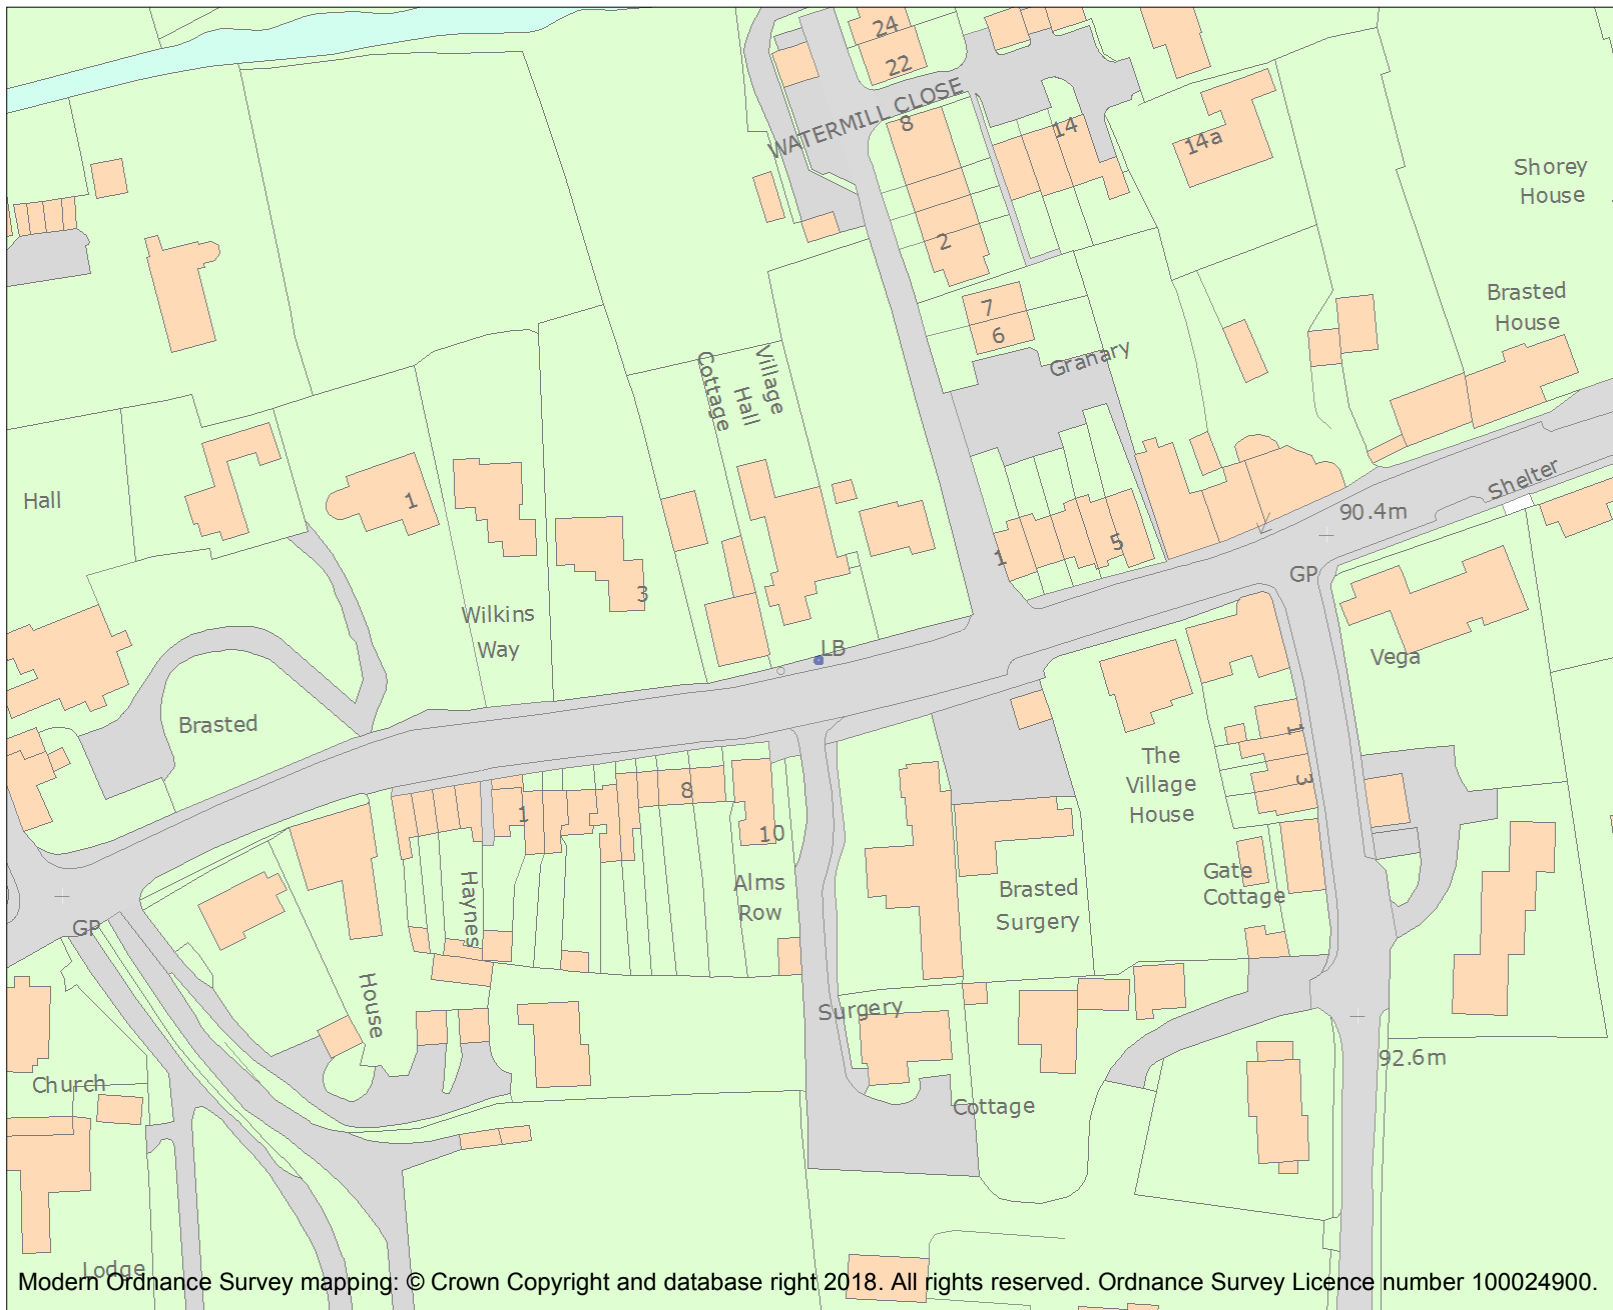 24
22
WATERMILL CLOSE
8
14
14a
Shorey
House
2
Brasted
House
7
6
Granary
Village
Hall
Cottage
Hall
1
Shelter
90.4m
5
1
GP
3
Wilkins
Way
LB
Vega
Brasted
1
3
The
Village
House
8
1
10
Alms
Row
Haynes
Brasted
Surgery
Gate
Cottage
GP
House
Surgery
92.6m
Church
Cottage
Lodge
Modern Ordnance Survey mapping: © Crown Copyright and database right 2018. All rights reserved. Ordnance Survey Licence number 100024900.